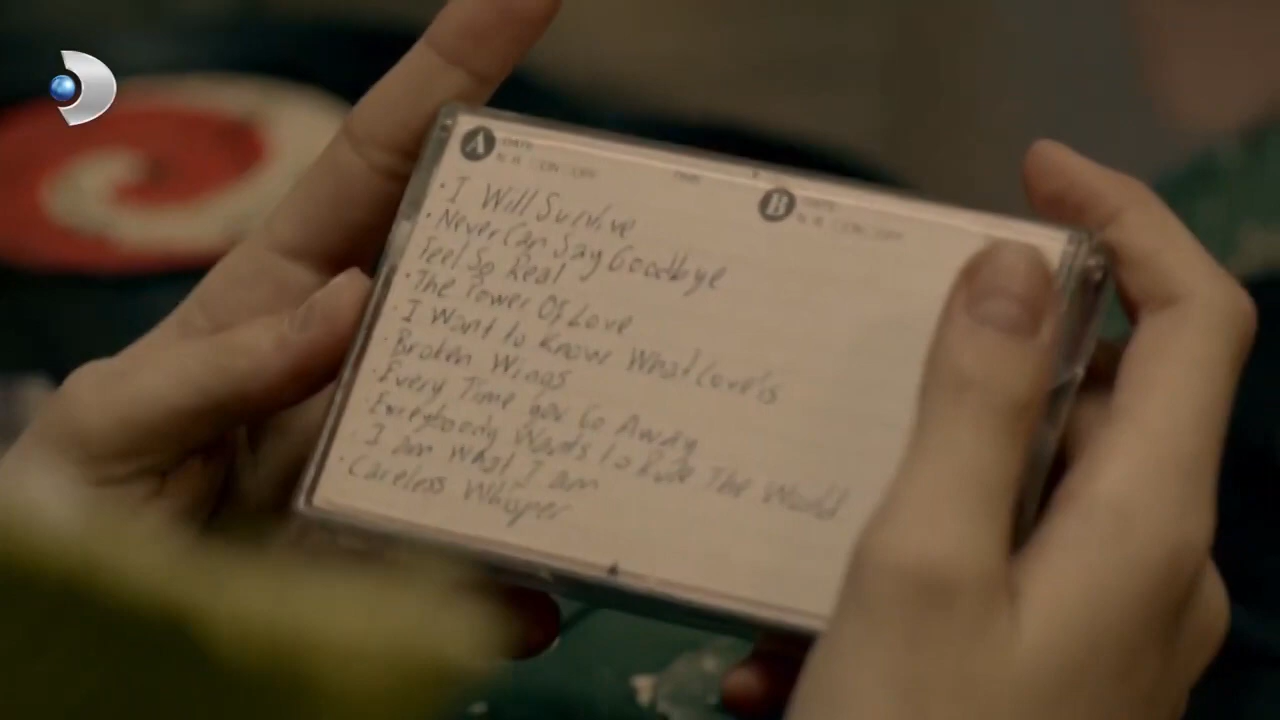 A
B
· I Will Survive
· Never Can Say Goodbye
Feel So Real
· The Power Of Love
· I Want to Know What Love is
· Broken Wings
· Every Time you Go Away
· Everybody Wants To Rule The World
· I am What I am
· Careless Whisper